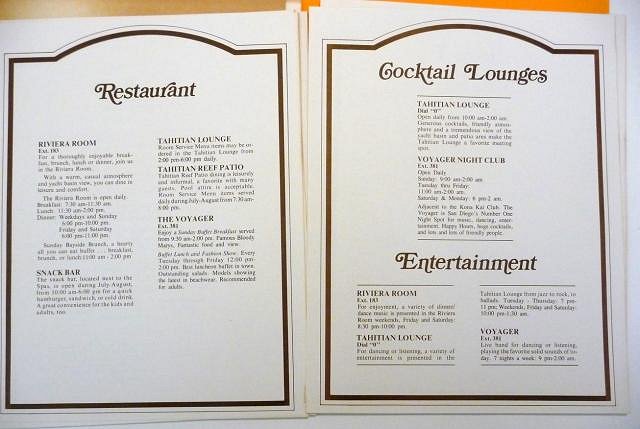 Restaurant
RIVIERA ROOM
Ext. 183
For a thoroughly enjoyable break-
fast, brunch, lunch or dinner, join us
in the Riviera Room.
With a warm, casual atmosphere
and yacht basin view, you can dine in
leisure and comfort.
The Riviera Room is open daily.
Breakfast: 7:30 am-11:30 am.
Lunch: 11:30 am-2:00 pm.
Dinner: Weekdays and Sunday
6:00 pm-10:00 pm.
Friday and Saturday
6:00 pm-11:00 pm.
Sunday Bayside Brunch, a hearty
all you can eat buffet . . . breakfast,
brunch, or lunch: 11:00 am - 2:00 pm
SNACK BAR
The snack bar, located next to the
Spa, is open during July-August,
from 10:00 am-6:00 pm for a quick
hamburger, sandwich, or cold drink.
A great convenience for the kids and
adults, too.
TAHITIAN LOUNGE
Room Service Menu items may be or-
dered in the Tahitian Lounge from
2:00 pm-6:00 pm daily.
TAHITIAN REEF PATIO
Tahitian Reef Patio dining is leisurely
and informal, a favorite with many
guests. Pool attire is acceptable.
Room Service Menu items served
daily during July-August from 7:30 am-
8:00 pm.
THE VOYAGER
Ext. 381
Enjoy a Sunday Buffet Breakfast served
from 9:30 am-2:00 pm. Famous Bloody
Marys. Fantastic food and view.
Buffet Lunch and Fashion Show. Every
Tuesday through Friday 12:00 pm-
2:00 pm. Best luncheon buffet in town.
Outstanding salads. Models showing
the latest in beachwear. Recommended
for adults.
Cocktail Lounges
TAHITIAN LOUNGE
Dial "0"
Open daily from 10:00 am-2:00 am.
Generous cocktails, friendly atmos-
phere and a tremendous view of the
yacht basin and patio area make the
Tahitian Lounge a favorite meeting
spot.
VOYAGER NIGHT CLUB
Ext. 381
Open Daily
Sunday: 9:00 am-2:00 am
Tuesday thru Friday:
11:00 am-2:00 am.
Saturday & Monday: 6 pm-2 am.
Adjacent to the Kona Kai Club. The
Voyager is San Diego's Number One
Night Spot for music, dancing, enter-
tainment. Happy Hours, huge cocktails,
and lots and lots of friendly people.
Entertainment
RIVIERA ROOM
Ext. 183
For enjoyment, a variety of dinner/
dance music is presented in the Riviera
Room weekends, Friday and Saturday:
8:30 pm-10:00 pm.
TAHITIAN LOUNGE
Dial "0"
For dancing or listening, a variety of
entertainment is presented in the
Tahitian Lounge from jazz to rock, to
ballads. Tuesday - Thursday: 7 pm-
11 pm; Weekends, Friday and Saturday:
10:00 pm-1:30 am.
VOYAGER
Ext. 381
Live band for dancing or listening,
playing the favorite solid sounds of to-
day. 7 nights a week: 9 pm-2:00 am.